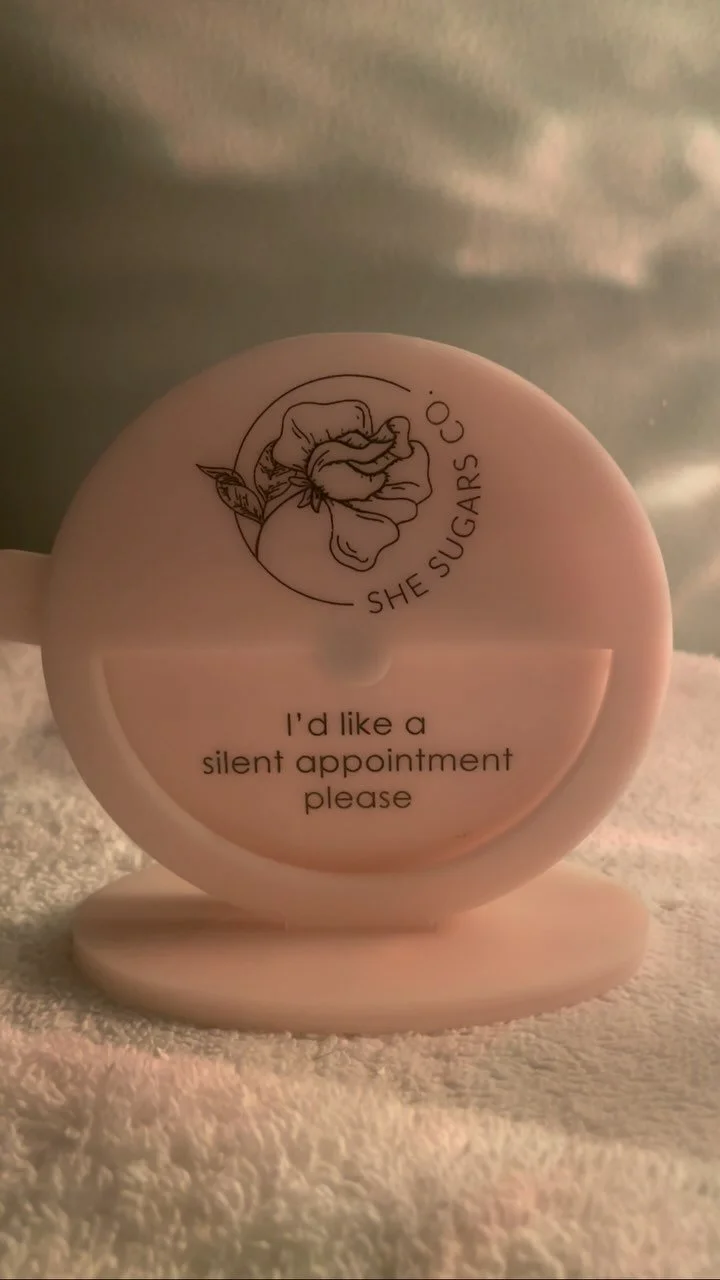 SHE SUGARS CO.
I'd like a
silent appointment
please